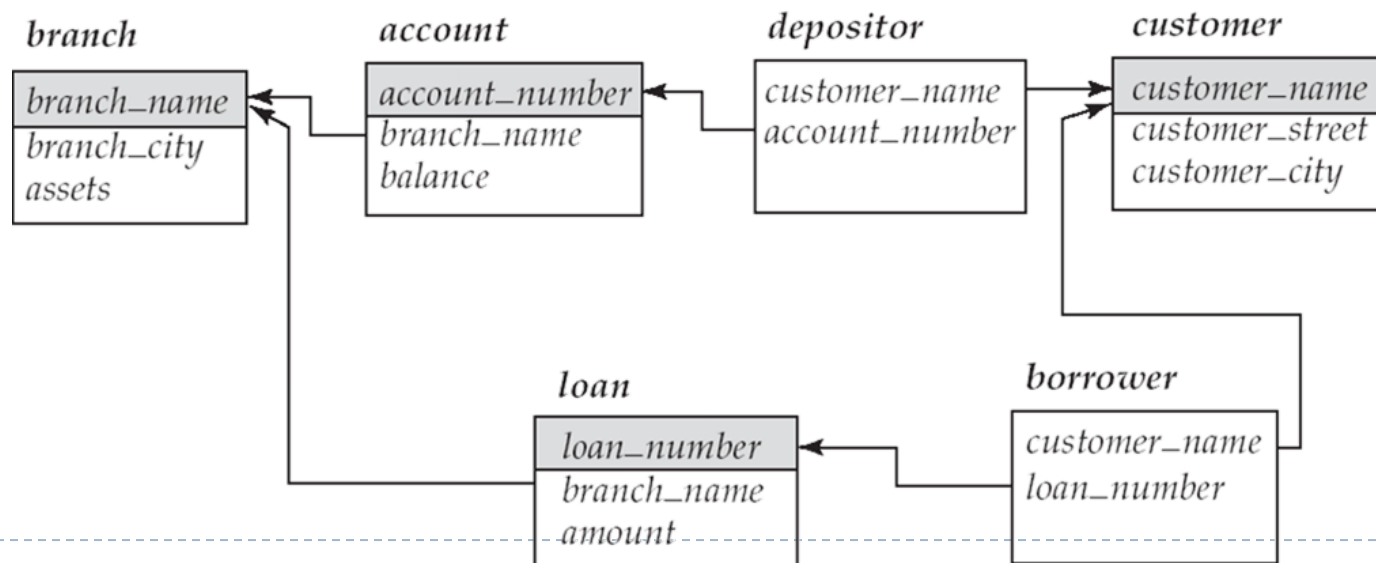 branch
branch_name
branch_city
assets
account
account_number
branch_name
balance
depositor
customer_name
account_number
customer
customer_name
customer_street
customer_city
loan
loan_number
branch_name
amount
borrower
customer_name
loan_number